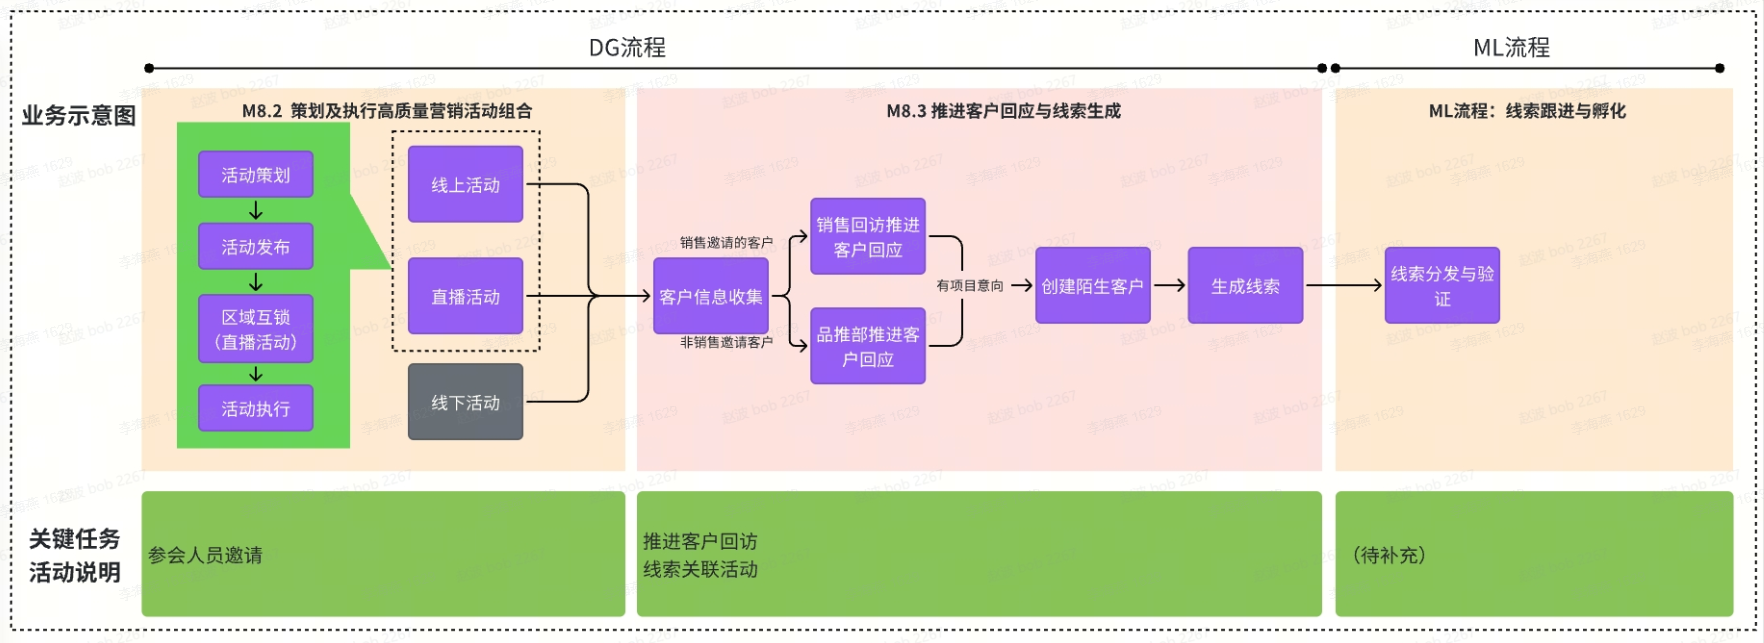 DG流程
ML流程
业务示意图
M8.2 策划及执行高质量营销活动组合
M8.3 推进客户回应与线索生成
ML流程：线索跟进与孵化
活动策划
活动发布
区域互锁
（直播活动）
活动执行
线上活动
直播活动
线下活动
销售邀请的客户
客户信息收集
非销售邀请客户
销售回访推进
客户回应
品推部推进客
户回应
有项目意向
创建陌生客户
生成线索
线索分发与验
证
关键任务
活动说明
参会人员邀请
推进客户回访
线索关联活动
（待补充）
赵波 bob 2267
李海燕 1629